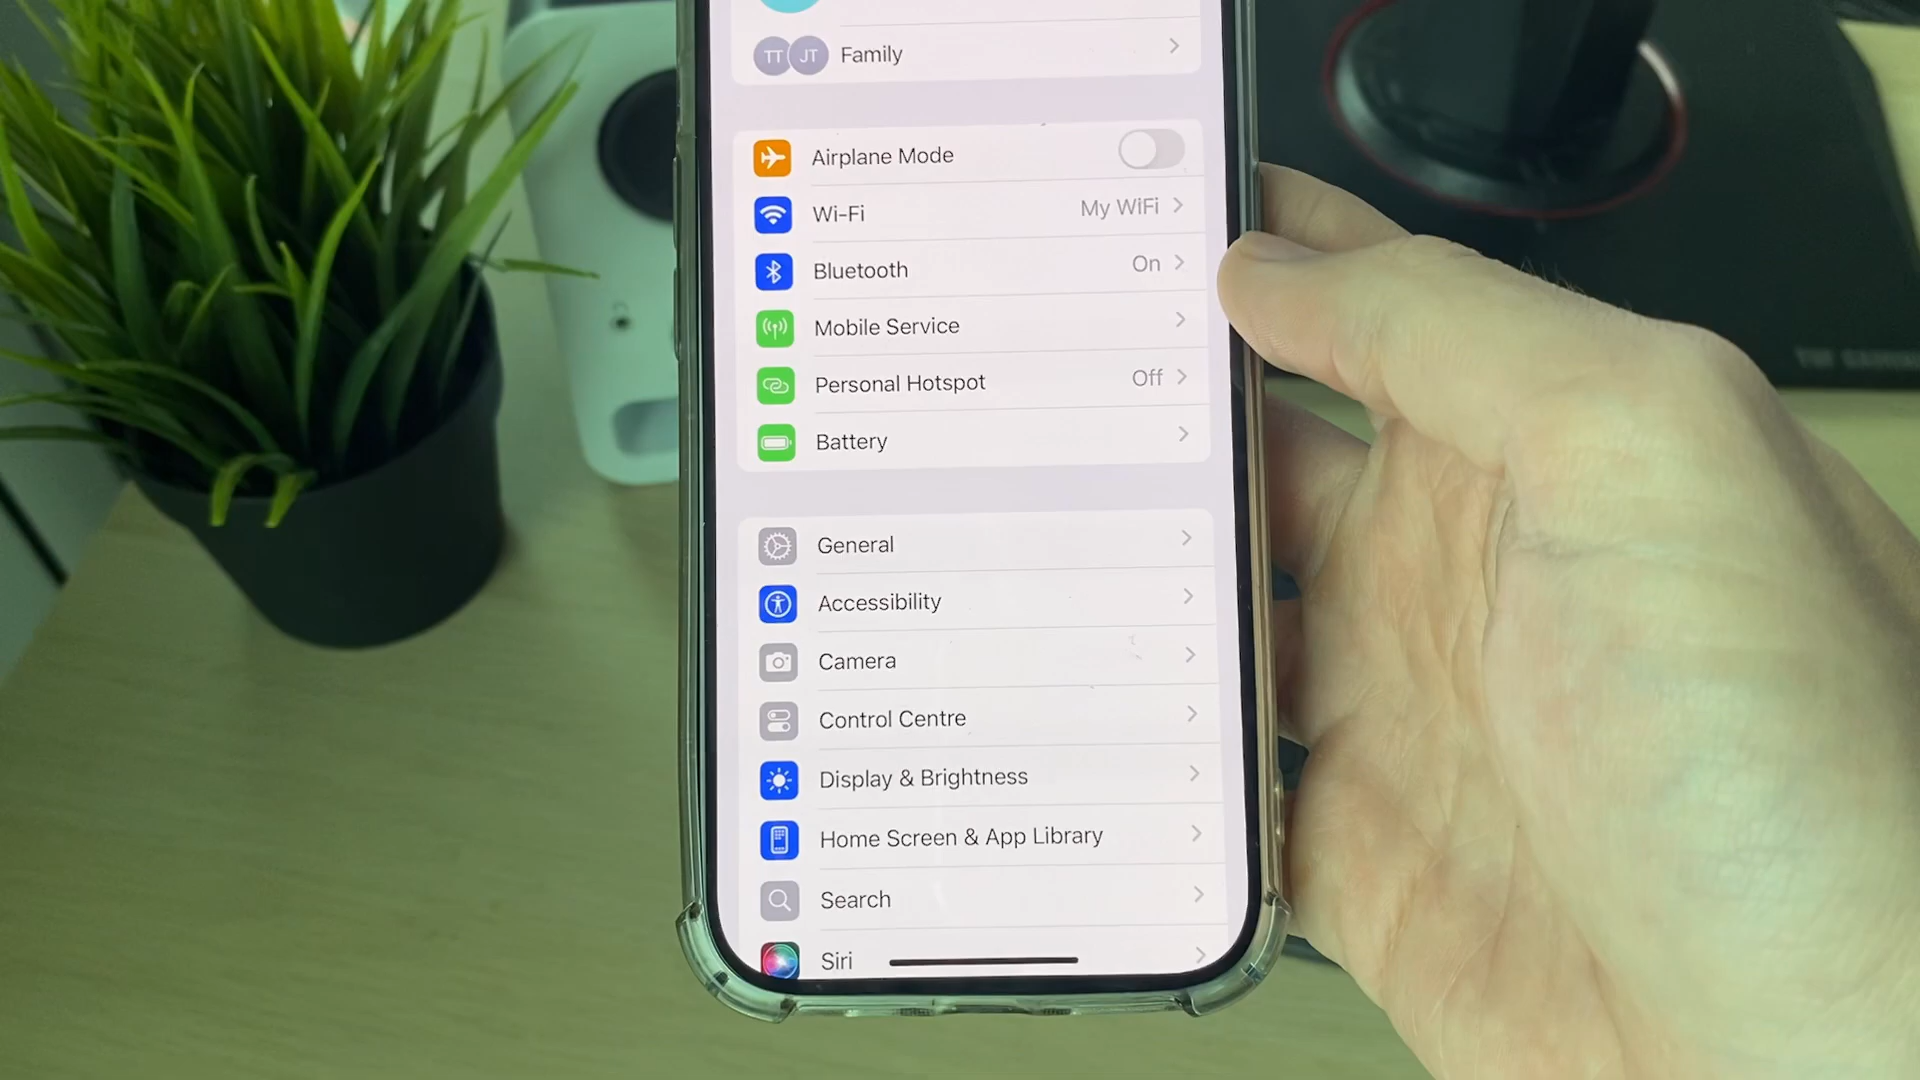 TT JT Family
Airplane Mode
Wi-Fi My WiFi
Bluetooth On
Mobile Service
Personal Hotspot Off
Battery
General
Accessibility
Camera
Control Centre
Display & Brightness
Home Screen & App Library
Search
Siri